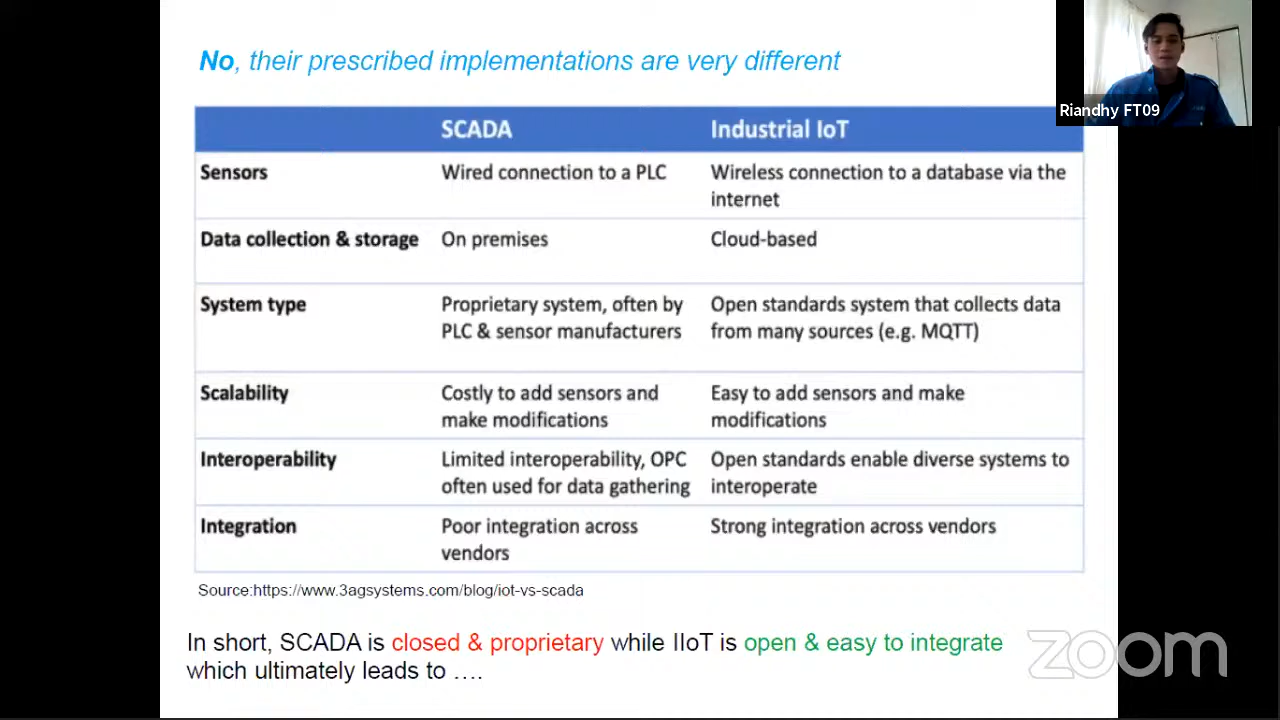 No, their prescribed implementations are very different
Riandhy FT09
SCADA Industrial IoT
Sensors Wired connection to a PLC Wireless connection to a database via the
internet
Data collection & storage On premises Cloud-based
System type Proprietary system, often by Open standards system that collects data
PLC & sensor manufacturers from many sources (e.g. MQTT)
Scalability Costly to add sensors and Easy to add sensors and make
make modifications modifications
Interoperability Limited interoperability, OPC Open standards enable diverse systems to
often used for data gathering interoperate
Integration Poor integration across Strong integration across vendors
vendors
Source:https://www.3agsystems.com/blog/iot-vs-scada
In short, SCADA is closed & proprietary while IIoT is open & easy to integrate
which ultimately leads to ….
zoom